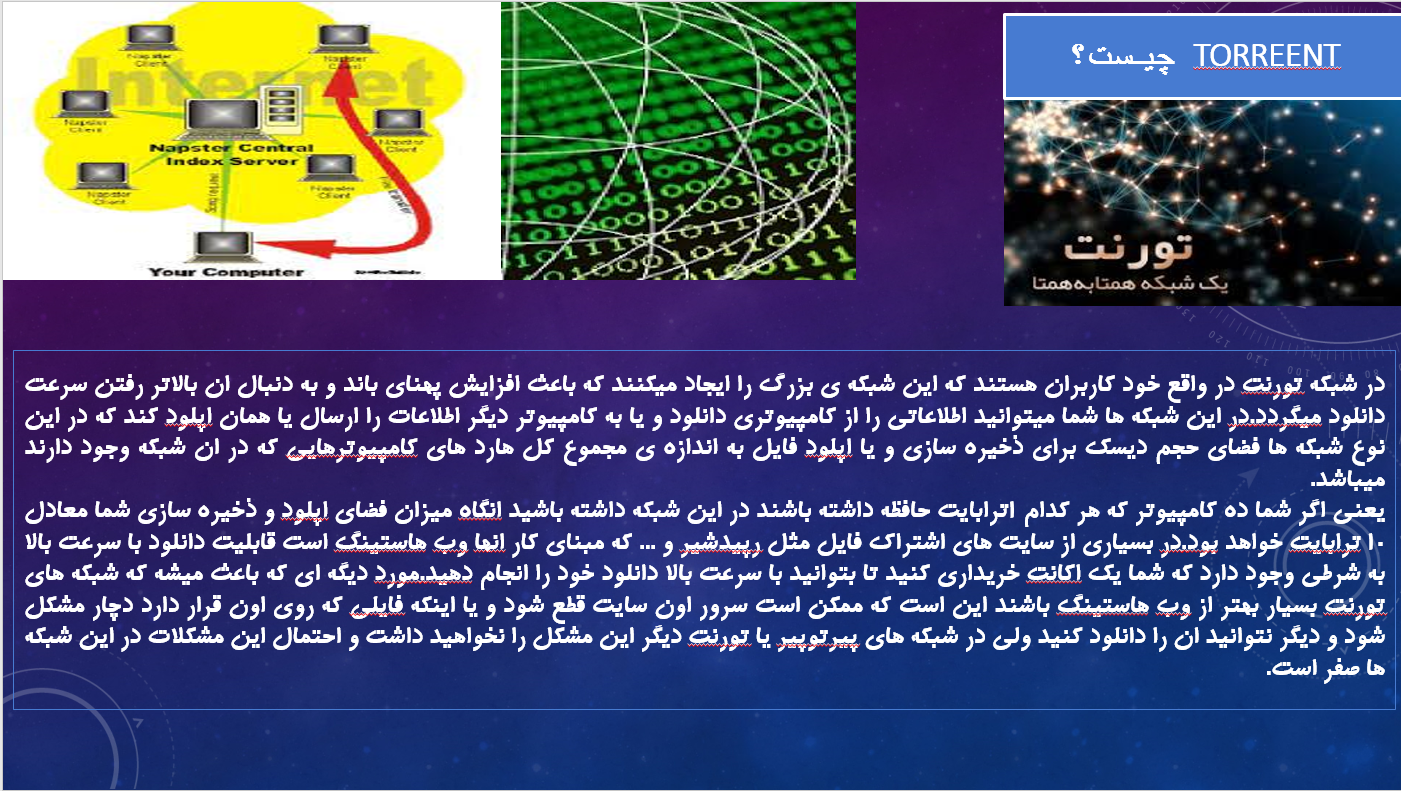 TORREENT چیست؟
تورنت
یک شبکه همتا‌به‌همتا
Internet
Napster Client
Napster Client
Napster Client
Napster Client
Napster Client
Napster Client
Napster Central
Index Server
Your Computer
در شبکه تورنت در واقع خود کاربران هستند که این شبکه ی بزرگ را ایجاد میکنند که باعث افزایش پهنای باند و به دنبال ان بالاتر رفتن سرعت
دانلود میگردد.در این شبکه ها شما میتوانید اطلاعاتی را از کامپیوتری دانلود و یا به کامپیوتر دیگر اطلاعات را ارسال یا همان اپلود کند که در این
نوع شبکه ها فضای حجم دیسک برای ذخیره سازی و یا اپلود فایل به اندازه ی مجموع کل هارد های کامپیوترهایی که در ان شبکه وجود دارند
میباشد.
یعنی اگر شما ده کامپیوتر که هر کدام ۱ترابایت حافظه داشته باشند در این شبکه داشته باشید انگاه میزان فضای اپلود و ذخیره سازی شما معادل
۱۰ ترابایت خواهد بود.در بسیاری از سایت های اشتراک فایل مثل رپیدشیر و ... که مبنای کار انها وب هاستینگ است قابلیت دانلود با سرعت بالا
به شرطی وجود دارد که شما یک اکانت خریداری کنید تا بتوانید با سرعت بالا دانلود خود را انجام دهید.مورد دیگه ای که باعث میشه که شبکه های
تورنت بسیار بهتر از وب هاستینگ باشند این است که ممکن است سرور اون سایت قطع شود و یا اینکه فایلی که روی اون قرار دارد دچار مشکل
شود و دیگر نتوانید ان را دانلود کنید ولی در شبکه های پیرتوپیر یا تورنت دیگر این مشکل را نخواهید داشت و احتمال این مشکلات در این شبکه
ها صفر است.